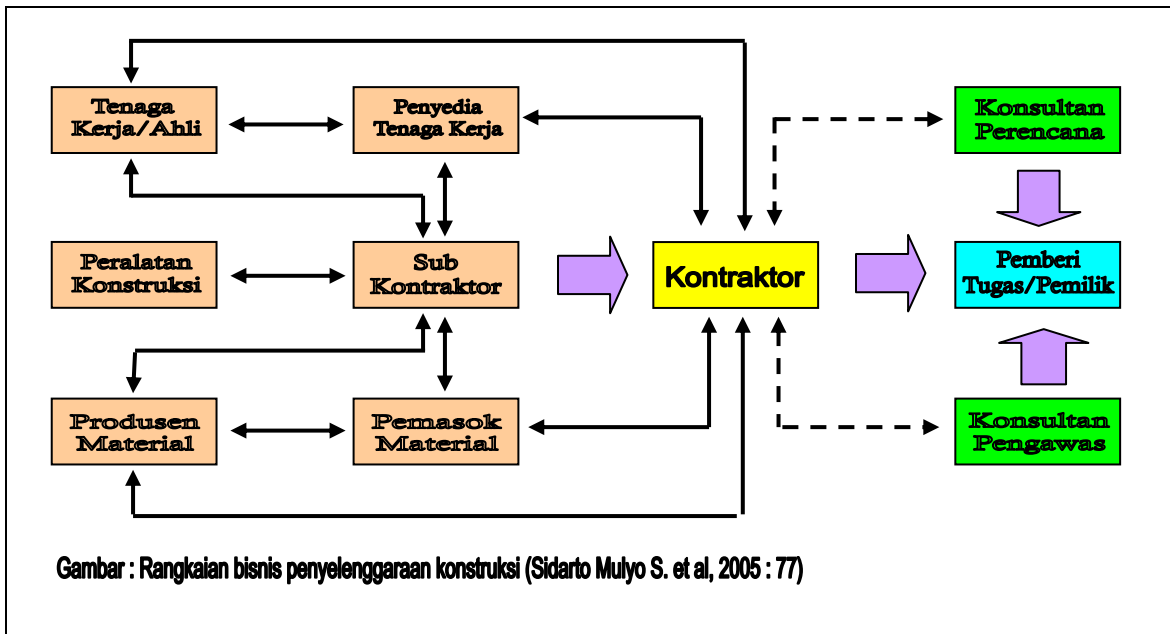 Tenaga
Kerja/Ahli
Penyedia
Tenaga Kerja
Konsultan
Perencana
Peralatan
Konstruksi
Sub
Kontraktor
Kontraktor
Pemberi
Tugas/Pemilik
Produsen
Material
Pemasok
Material
Konsultan
Pengawas
Gambar : Rangkaian bisnis penyelenggaraan konstruksi (Sidarto Mulyo S. et al, 2005 : 77)